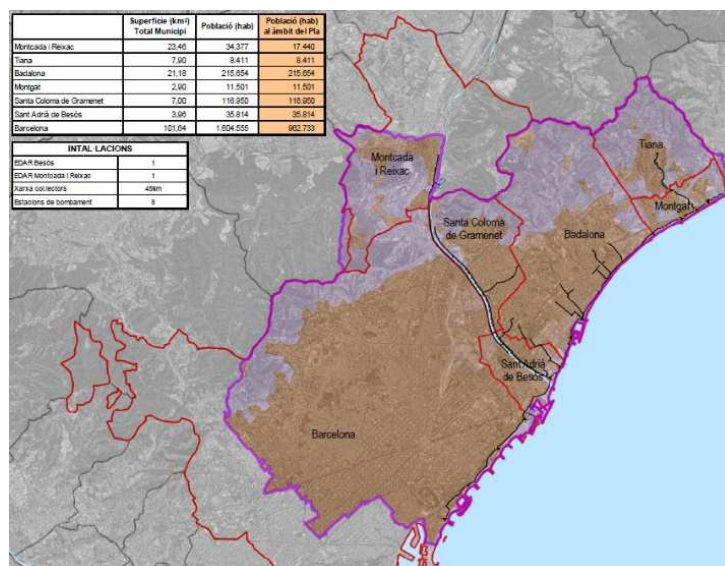 Superfície (km²) Total Municipi Població (hab) Població (hab) al àmbit del Pla
Montcada i Reixac 23,46 34.377 17.440
Tiana 7,90 8.411 8.411
Badalona 21,18 215.654 215.654
Montgat 2,90 11.501 11.501
Santa Coloma de Gramenet 7,00 116.950 116.950
Sant Adrià de Besòs 3,96 35.814 35.814
Barcelona 101,64 1.604.555 962.733
INTAL·LACIONS
EDAR Besòs 1
EDAR Montcada i Reixac 1
Xarxa col·lectors 48km
Estacions de bombament 8
Montcada
i Reixac
Tiana
Montgat
Santa Coloma
de Gramenet
Badalona
Sant Adrià
de Besòs
Barcelona